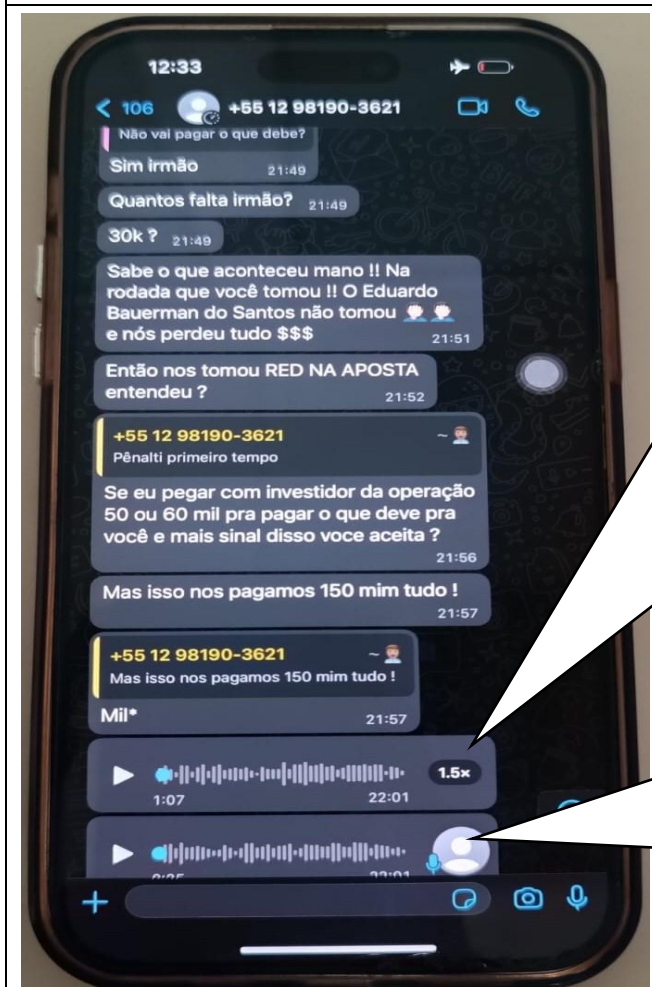 12:33
106
+55 12 98190-3621
Não vai pagar o que debe?
Sim irmão 21:49
Quantos falta irmão? 21:49
30k ? 21:49
Sabe o que aconteceu mano !! Na
rodada que você tomou !! O Eduardo
Bauerman do Santos não tomou 🤦🏻‍♂️ 🤦🏻‍♂️
e nós perdeu tudo $$$ 21:51
Então nos tomou RED NA APOSTA
entendeu ? 21:52
+55 12 98190-3621 ~
Pênalti primeiro tempo
Se eu pegar com investidor da operação
50 ou 60 mil pra pagar o que deve pra
você e mais sinal disso voce aceita ?
21:56
Mas isso nos pagamos 150 mim tudo !
21:57
+55 12 98190-3621 ~
Mas isso nos pagamos 150 mim tudo !
Mil* 21:57
1.5×
1:07 22:01
22:01